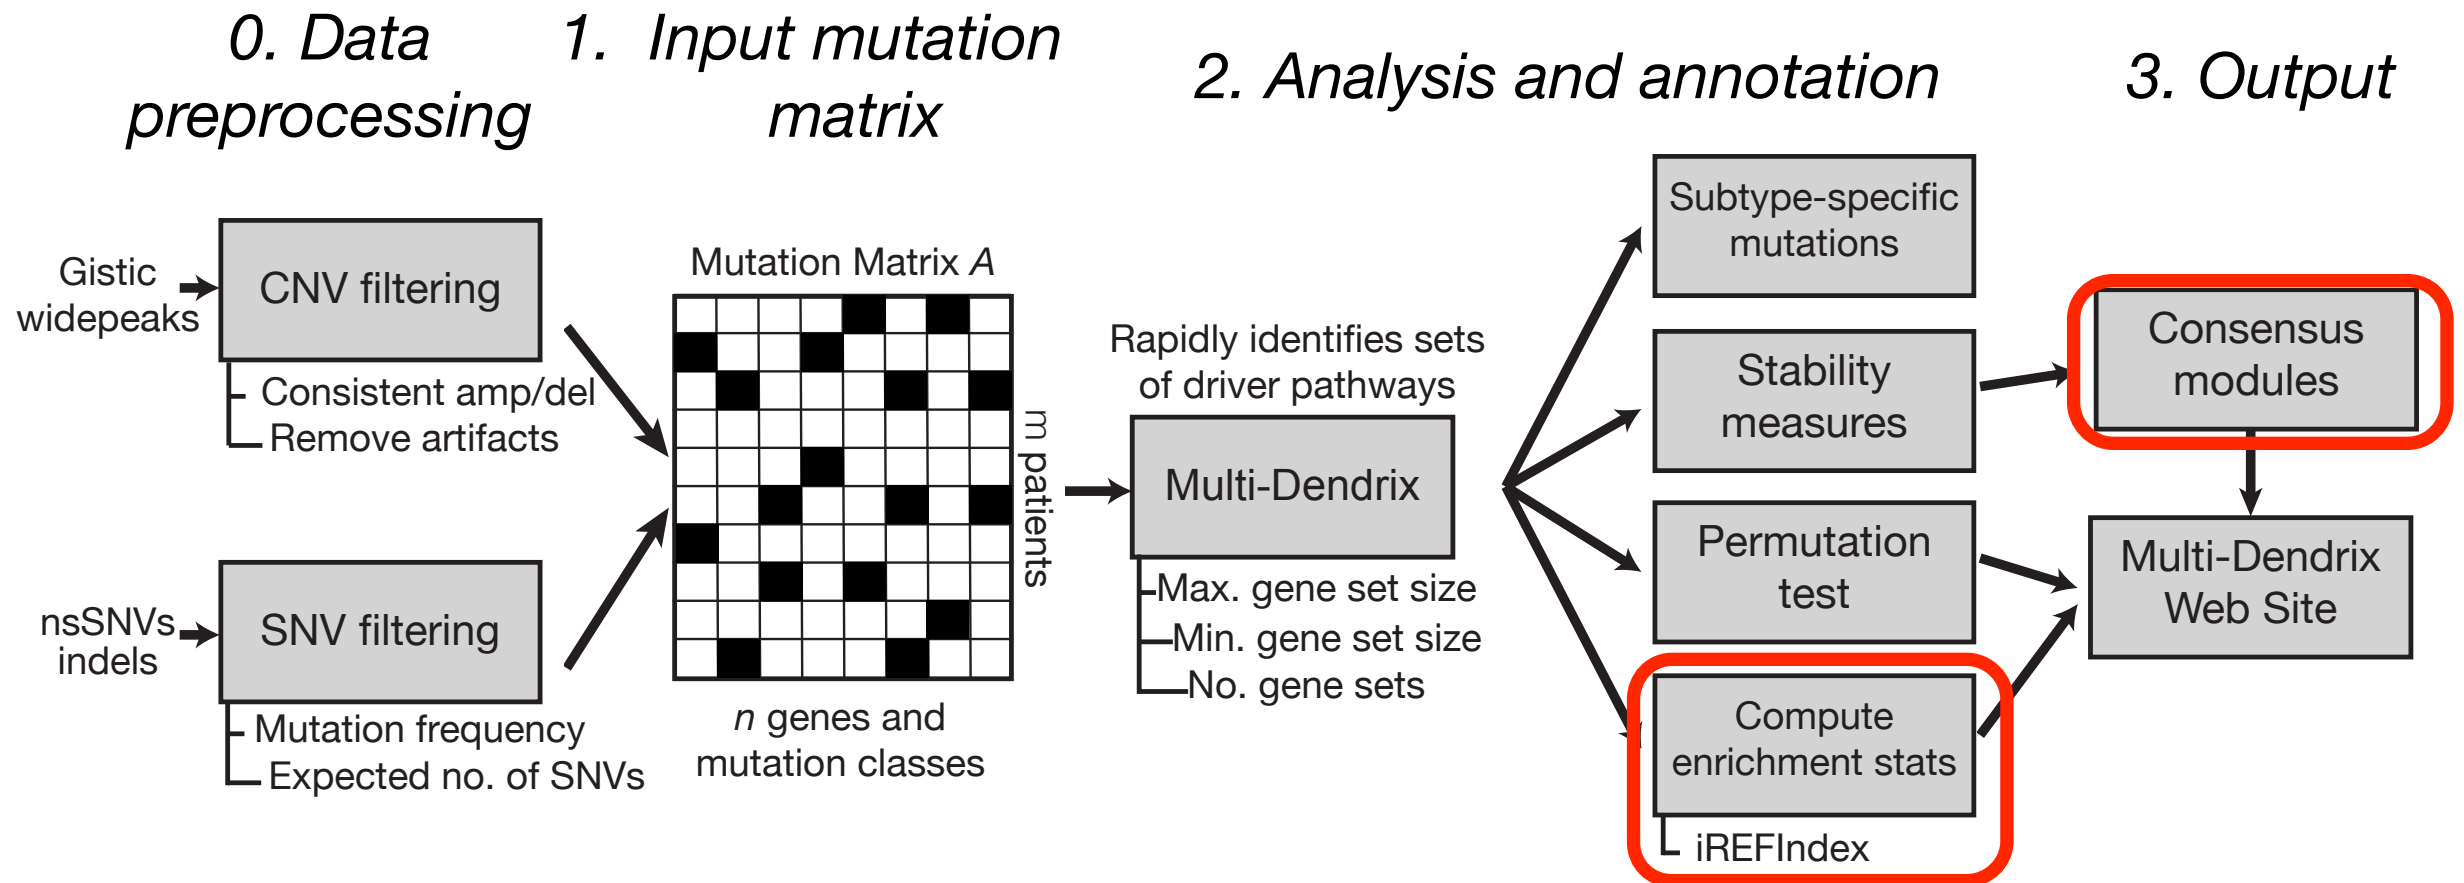 0. Data
preprocessing
1. Input mutation
matrix
2. Analysis and annotation
3. Output
Gistic
widepeaks
CNV filtering
Consistent amp/del
Remove artifacts
nsSNVs
indels
SNV filtering
Mutation frequency
Expected no. of SNVs
Mutation Matrix A
m patients
n genes and
mutation classes
Rapidly identifies sets
of driver pathways
Multi-Dendrix
Max. gene set size
Min. gene set size
No. gene sets
Subtype-specific
mutations
Stability
measures
Permutation
test
Compute
enrichment stats
iREFIndex
Consensus
modules
Multi-Dendrix
Web Site